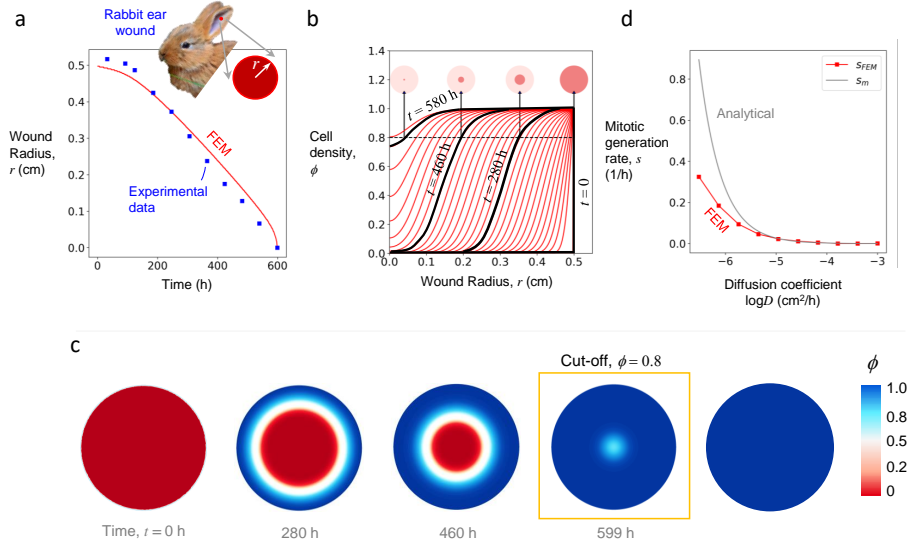 a
Rabbit ear
wound
r
0.5
0.4
0.3
0.2
0.1
0.0
Wound
Radius,
r (cm)
FEM
Experimental
data
0
200
400
600
Time (h)
b
1.4
1.2
1.0
0.8
0.6
0.4
0.2
0.0
Cell
density,
ϕ
t = 580 h
t = 460 h
t = 280 h
t = 0
0.0
0.1
0.2
0.3
0.4
0.5
Wound Radius, r (cm)
d
s_FEM
s_m
0.8
0.6
0.4
0.2
0.0
Mitotic
generation
rate, s
(1/h)
Analytical
FEM
−6
−5
−4
−3
Diffusion coefficient
logD (cm²/h)
c
Cut-off, ϕ = 0.8
Time, t = 0 h
280 h
460 h
599 h
ϕ
1.0
0.8
0.6
0.4
0.2
0